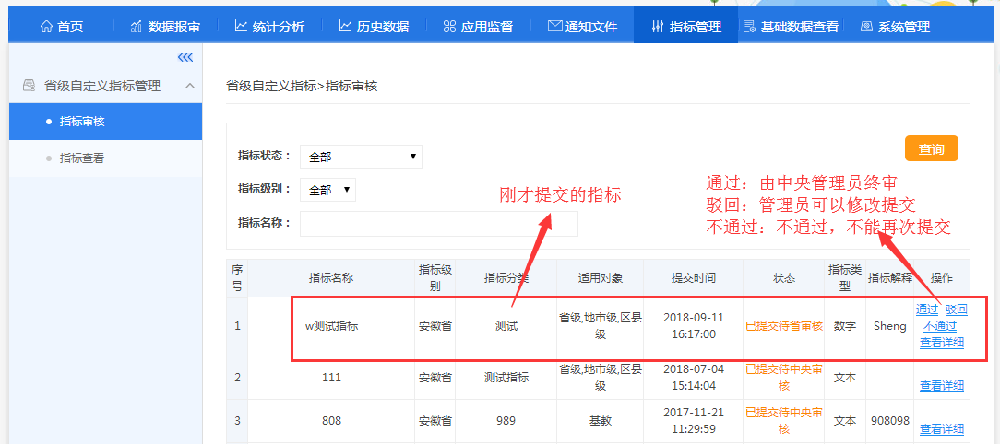 首页 数据报审 统计分析 历史数据 应用监督 通知文件 指标管理 基础数据查看 系统管理
省级自定义指标管理
指标审核
指标查看
省级自定义指标>指标审核
指标状态： 全部 查询
指标级别： 全部
指标名称：
刚才提交的指标
通过：由中央管理员终审
驳回：管理员可以修改提交
不通过：不通过，不能再次提交
序号 指标名称 指标级别 指标分类 适用对象 提交时间 状态 指标类型 指标解释 操作
1 w测试指标 安徽省 测试 省级,地市级,区县级 2018-09-11 16:17:00 已提交待省审核 数字 Sheng 通过 驳回 不通过 查看详细
2 111 安徽省 测试指标 省级,地市级,区县级 2018-07-04 15:14:04 已提交待中央审核 文本 查看详细
3 808 安徽省 989 基教 2017-11-21 11:29:59 已提交待中央审核 文本 908098 查看详细